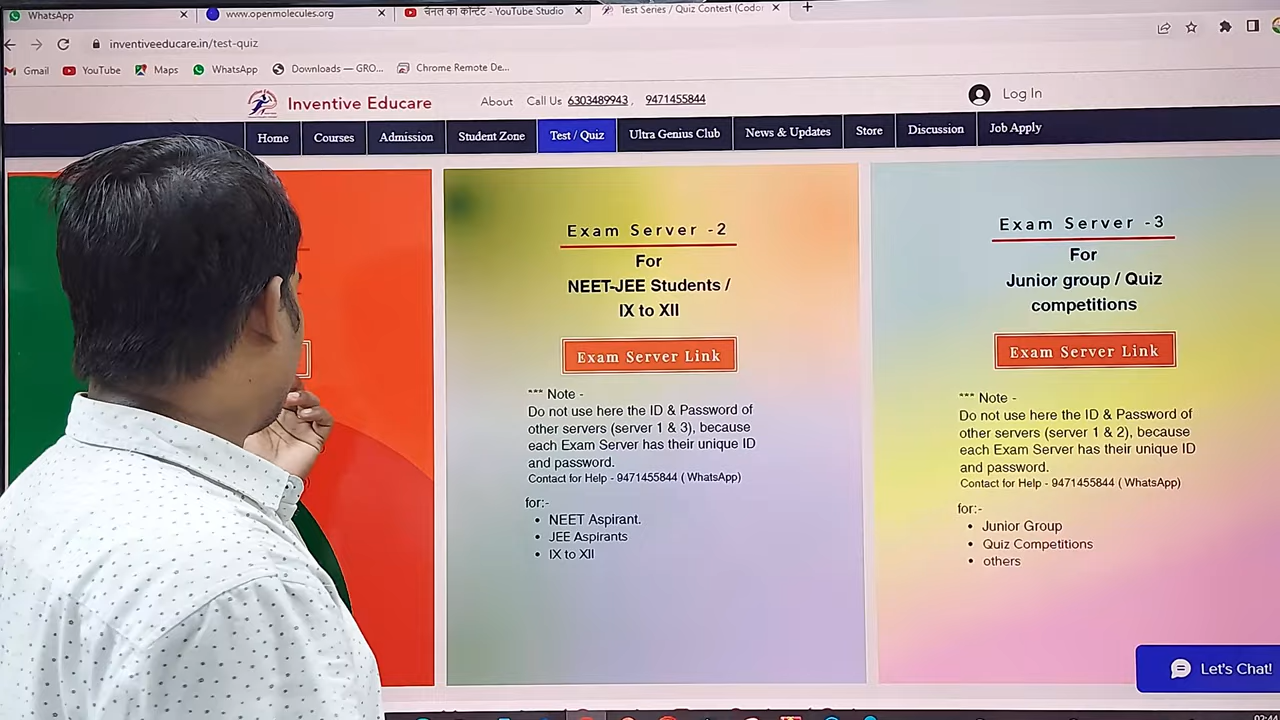 WhatsApp
www.openmolecules.org
चैनल का कॉन्टेंट - YouTube Studio
Test Series / Quiz Contest (Codon
inventiveeducare.in/test-quiz
Gmail
YouTube
Maps
WhatsApp
Downloads — GRO...
Chrome Remote De...
Inventive Educare
About
Call Us 6303489943 , 9471455844
Log In
Home
Courses
Admission
Student Zone
Test / Quiz
Ultra Genius Club
News & Updates
Store
Discussion
Job Apply
Exam Server -2
For
NEET-JEE Students /
IX to XII
Exam Server Link
*** Note -
Do not use here the ID & Password of
other servers (server 1 & 3), because
each Exam Server has their unique ID
and password.
Contact for Help - 9471455844 ( WhatsApp)
for:-
• NEET Aspirant.
• JEE Aspirants
• IX to XII
Exam Server -3
For
Junior group / Quiz
competitions
Exam Server Link
*** Note -
Do not use here the ID & Password of
other servers (server 1 & 2), because
each Exam Server has their unique ID
and password.
Contact for Help - 9471455844 ( WhatsApp)
for:-
• Junior Group
• Quiz Competitions
• others
Let's Chat!